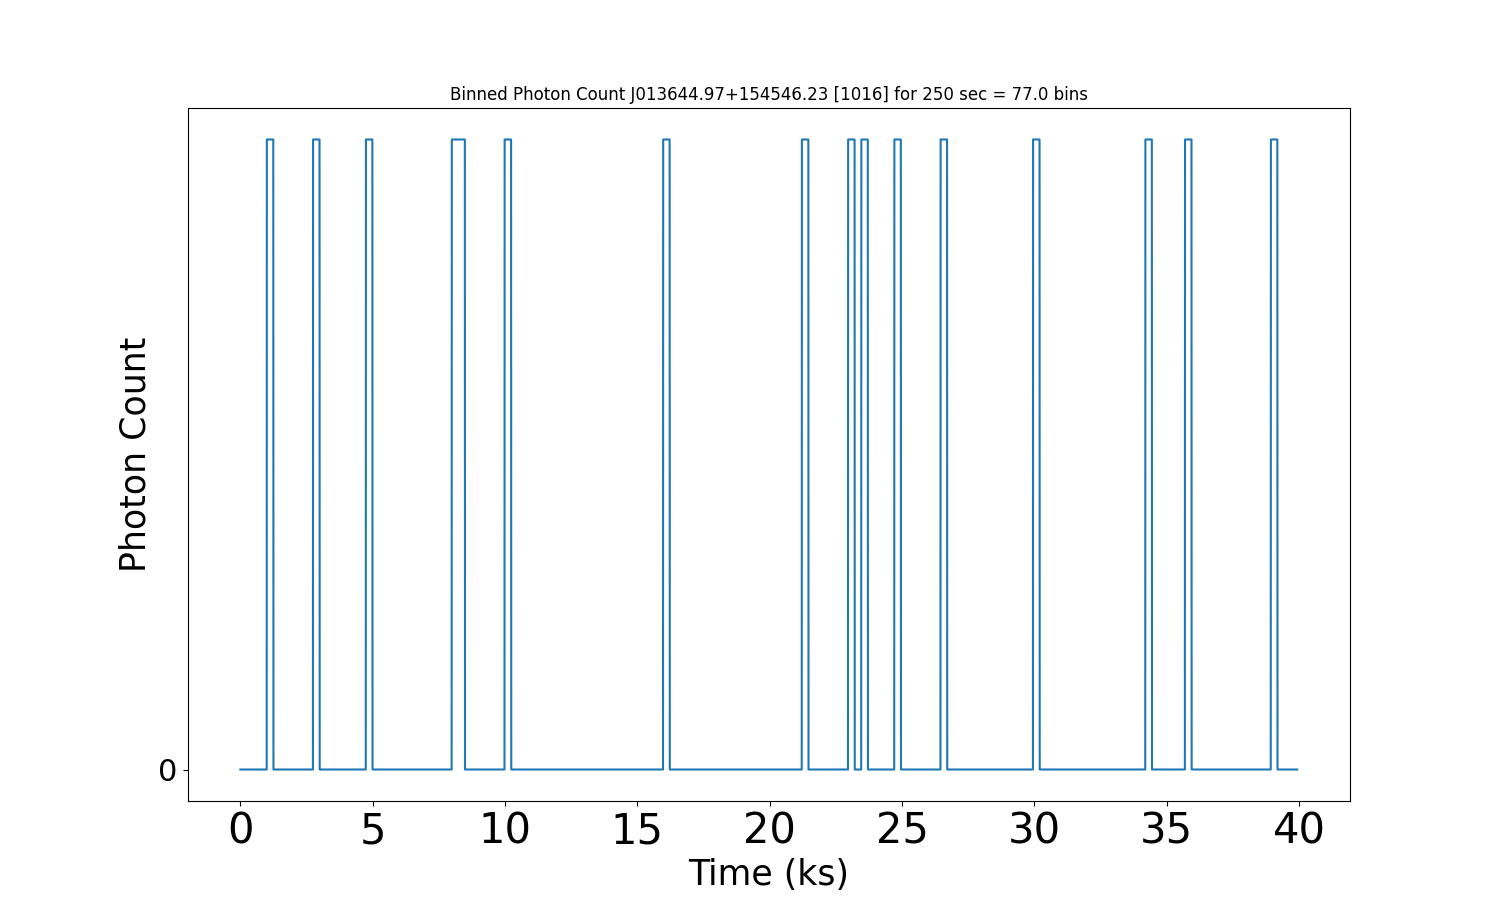 Binned Photon Count J013644.97+154546.23 [1016] for 250 sec = 77.0 bins
Photon Count
0
0 5 10 15 20 25 30 35 40
Time (ks)